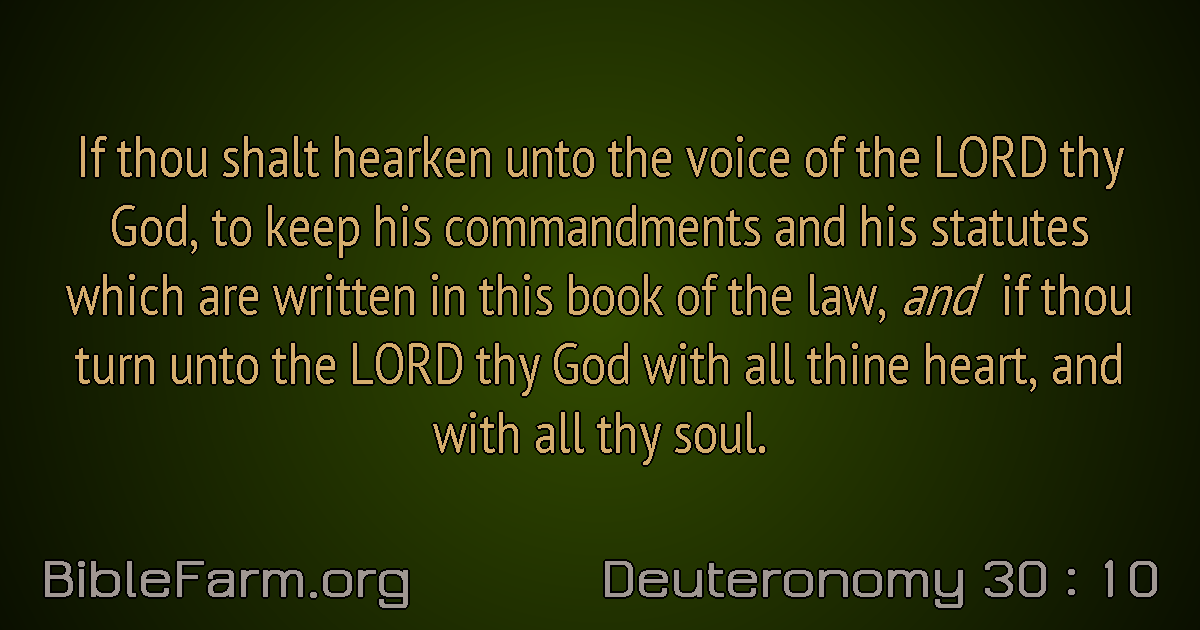 If thou shalt hearken unto the voice of the LORD thy
God, to keep his commandments and his statutes
which are written in this book of the law, and if thou
turn unto the LORD thy God with all thine heart, and
with all thy soul.
BibleFarm.org
Deuteronomy 30 : 10